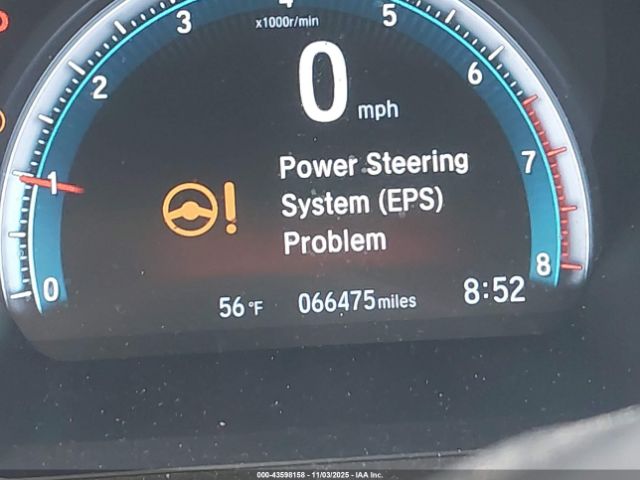 4
3
5
x1000r/min
2
6
0
mph
1
7
Power Steering
System (EPS)
Problem
0
8
56°F
066475 miles
8:52
000-43598158 - 11/03/2025 - IAA Inc.